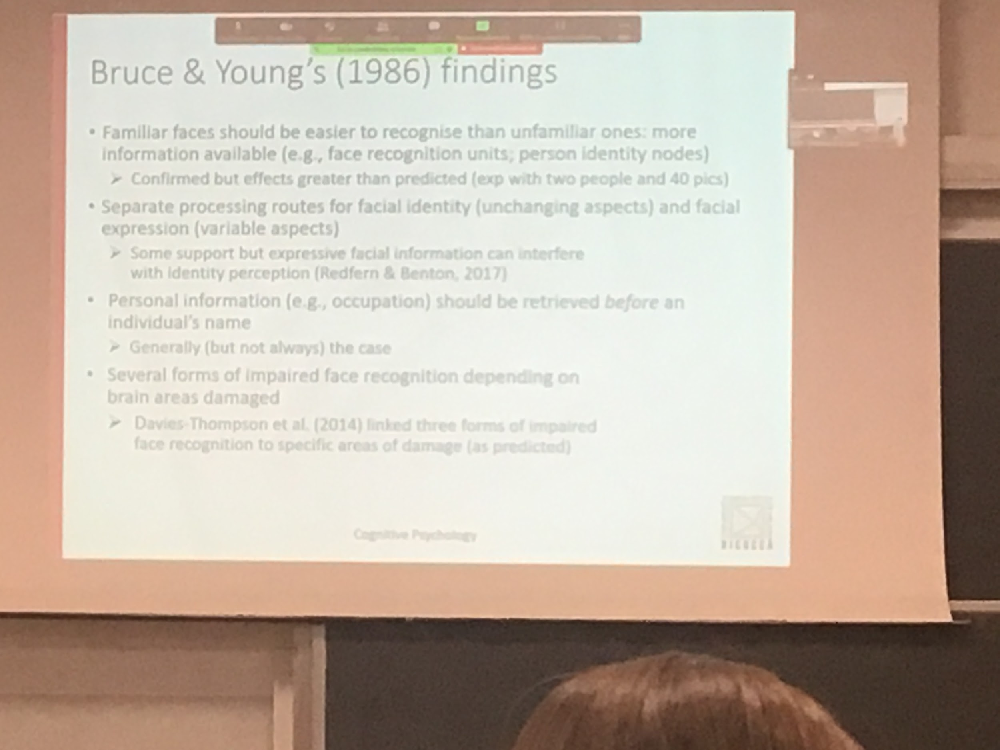 Bruce & Young's (1986) findings
• Familiar faces should be easier to recognise than unfamiliar ones: more
information available (e.g., face recognition units; person identity nodes)
➢ Confirmed but effects greater than predicted (exp with two people and 40 pics)
• Separate processing routes for facial identity (unchanging aspects) and facial
expression (variable aspects)
➢ Some support but expressive facial information can interfere
with identity perception (Redfern & Benton, 2017)
• Personal information (e.g., occupation) should be retrieved before an
individual's name
➢ Generally (but not always) the case
• Several forms of impaired face recognition depending on
brain areas damaged
➢ Davies-Thompson et al. (2014) linked three forms of impaired
face recognition to specific areas of damage (as predicted)
Cognitive Psychology
BICOCCA